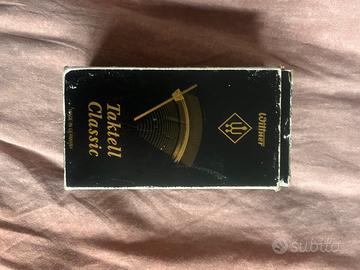 Wittner
Taktell
Classic
MADE IN GERMANY
subito